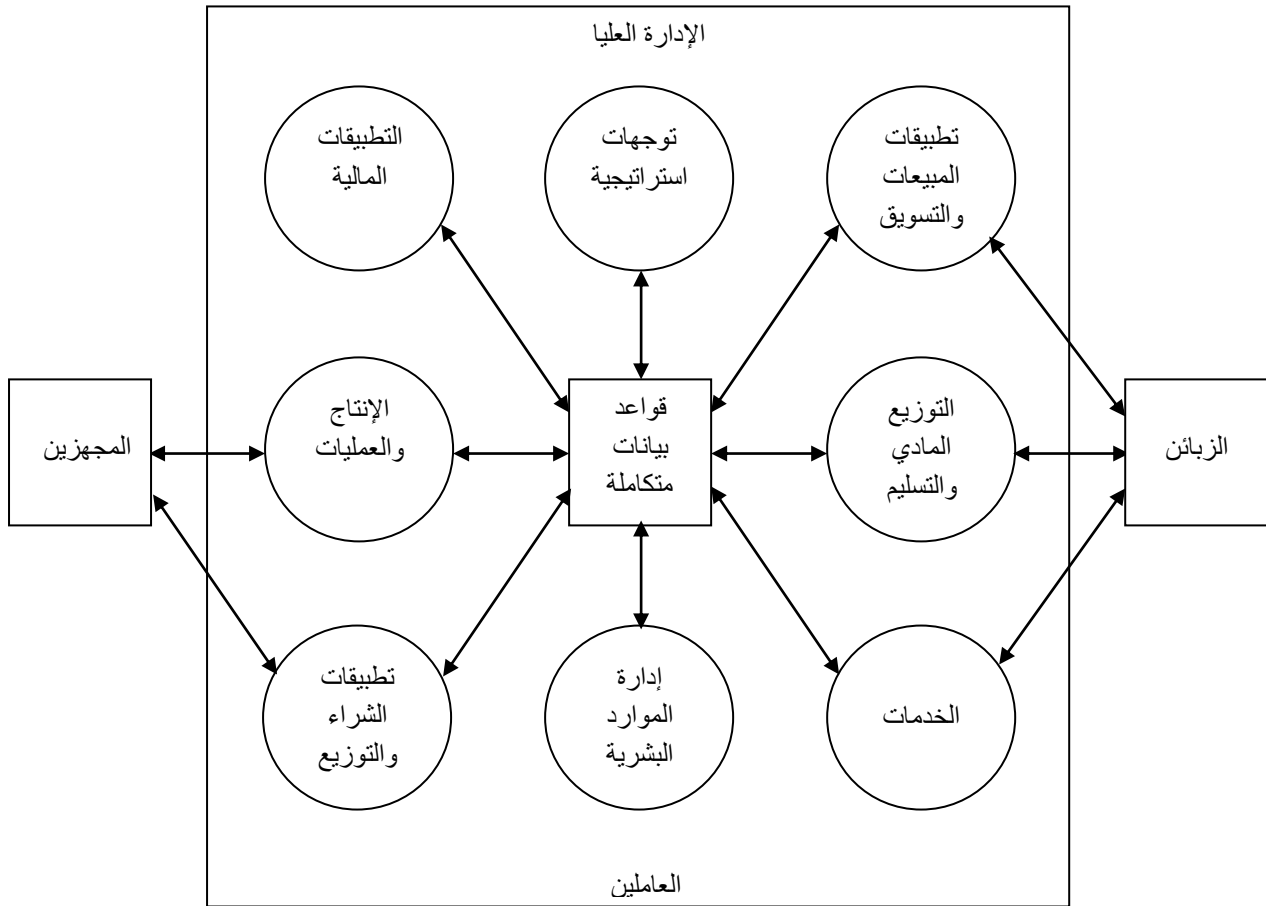 الإدارة العليا
تطبيقات
المبيعات
والتسويق
توجهات
استراتيجية
التطبيقات
المالية
الزبائن
التوزيع
المادي
والتسليم
قواعد
بيانات
متكاملة
الإنتاج
والعمليات
المجهزين
الخدمات
إدارة
الموارد
البشرية
تطبيقات
الشراء
والتوزيع
العاملين